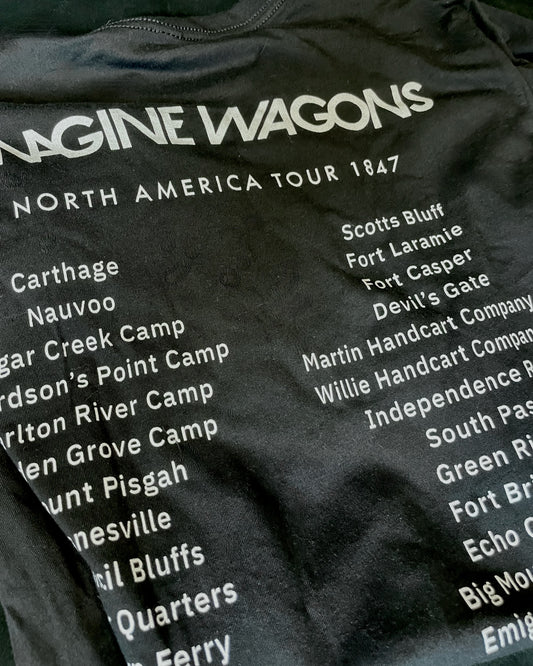 MAGINE WAGONS
NORTH AMERICA TOUR 1847
Carthage
Nauvoo
gar Creek Camp
rdson's Point Camp
rlton River Camp
en Grove Camp
unt Pisgah
nesville
cil Bluffs
Quarters
Ferry
Scotts Bluff
Fort Laramie
Fort Casper
Devil's Gate
Martin Handcart Company
Willie Handcart Compan
Independence R
South Pas
Green Ri
Fort Bri
Echo C
Big Mou
Emig